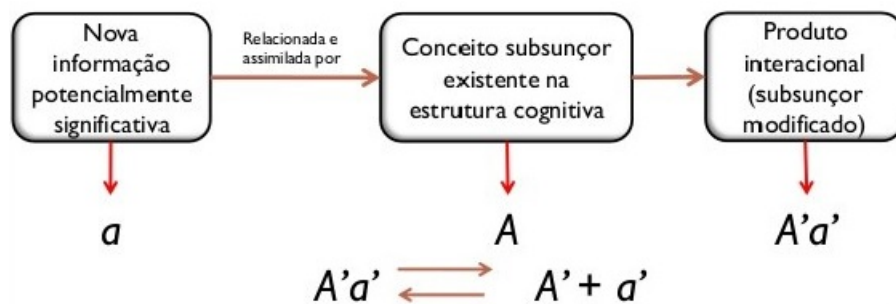 Nova
informação
potencialmente
significativa
Relacionada e
assimilada por
Conceito subsunçor
existente na
estrutura cognitiva
Produto
interacional
(subsunçor
modificado)
a
A
A'a'
A'a'
A' + a'